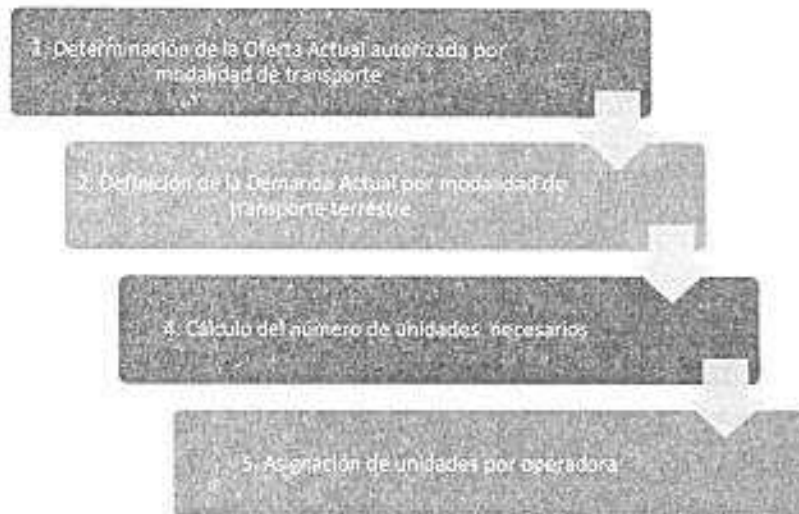 1. Determinación de la Oferta Actual autorizada por
modalidad de transporte
2. Definición de la Demanda Actual por modalidad de
transporte terrestre
4. Cálculo del número de unidades necesarios
5. Asignación de unidades por operadora